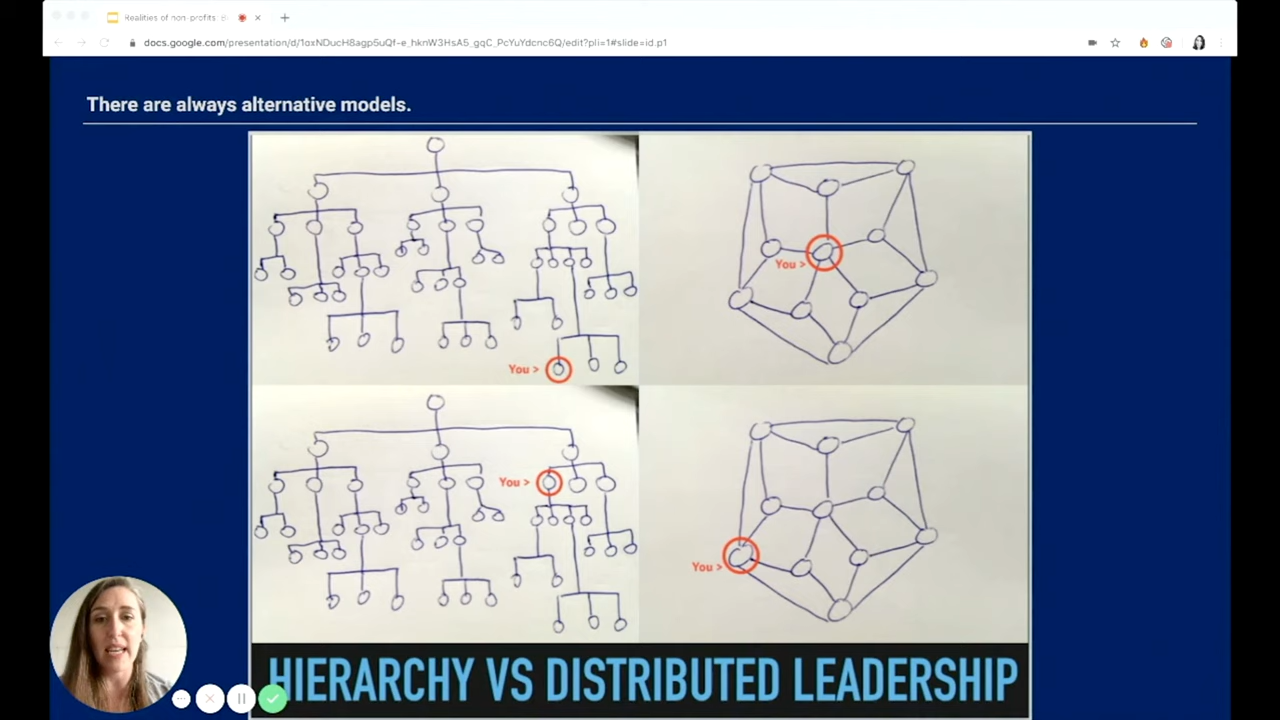 Realities of non-profits
docs.google.com/presentation/d/1oxNDucH8agp5uQf-e_hknW3HsA5_gqC_PcYuYdcnc6Q/edit?pli=1#slide=id.p1
There are always alternative models.
You >
You >
You >
You >
HIERARCHY VS DISTRIBUTED LEADERSHIP